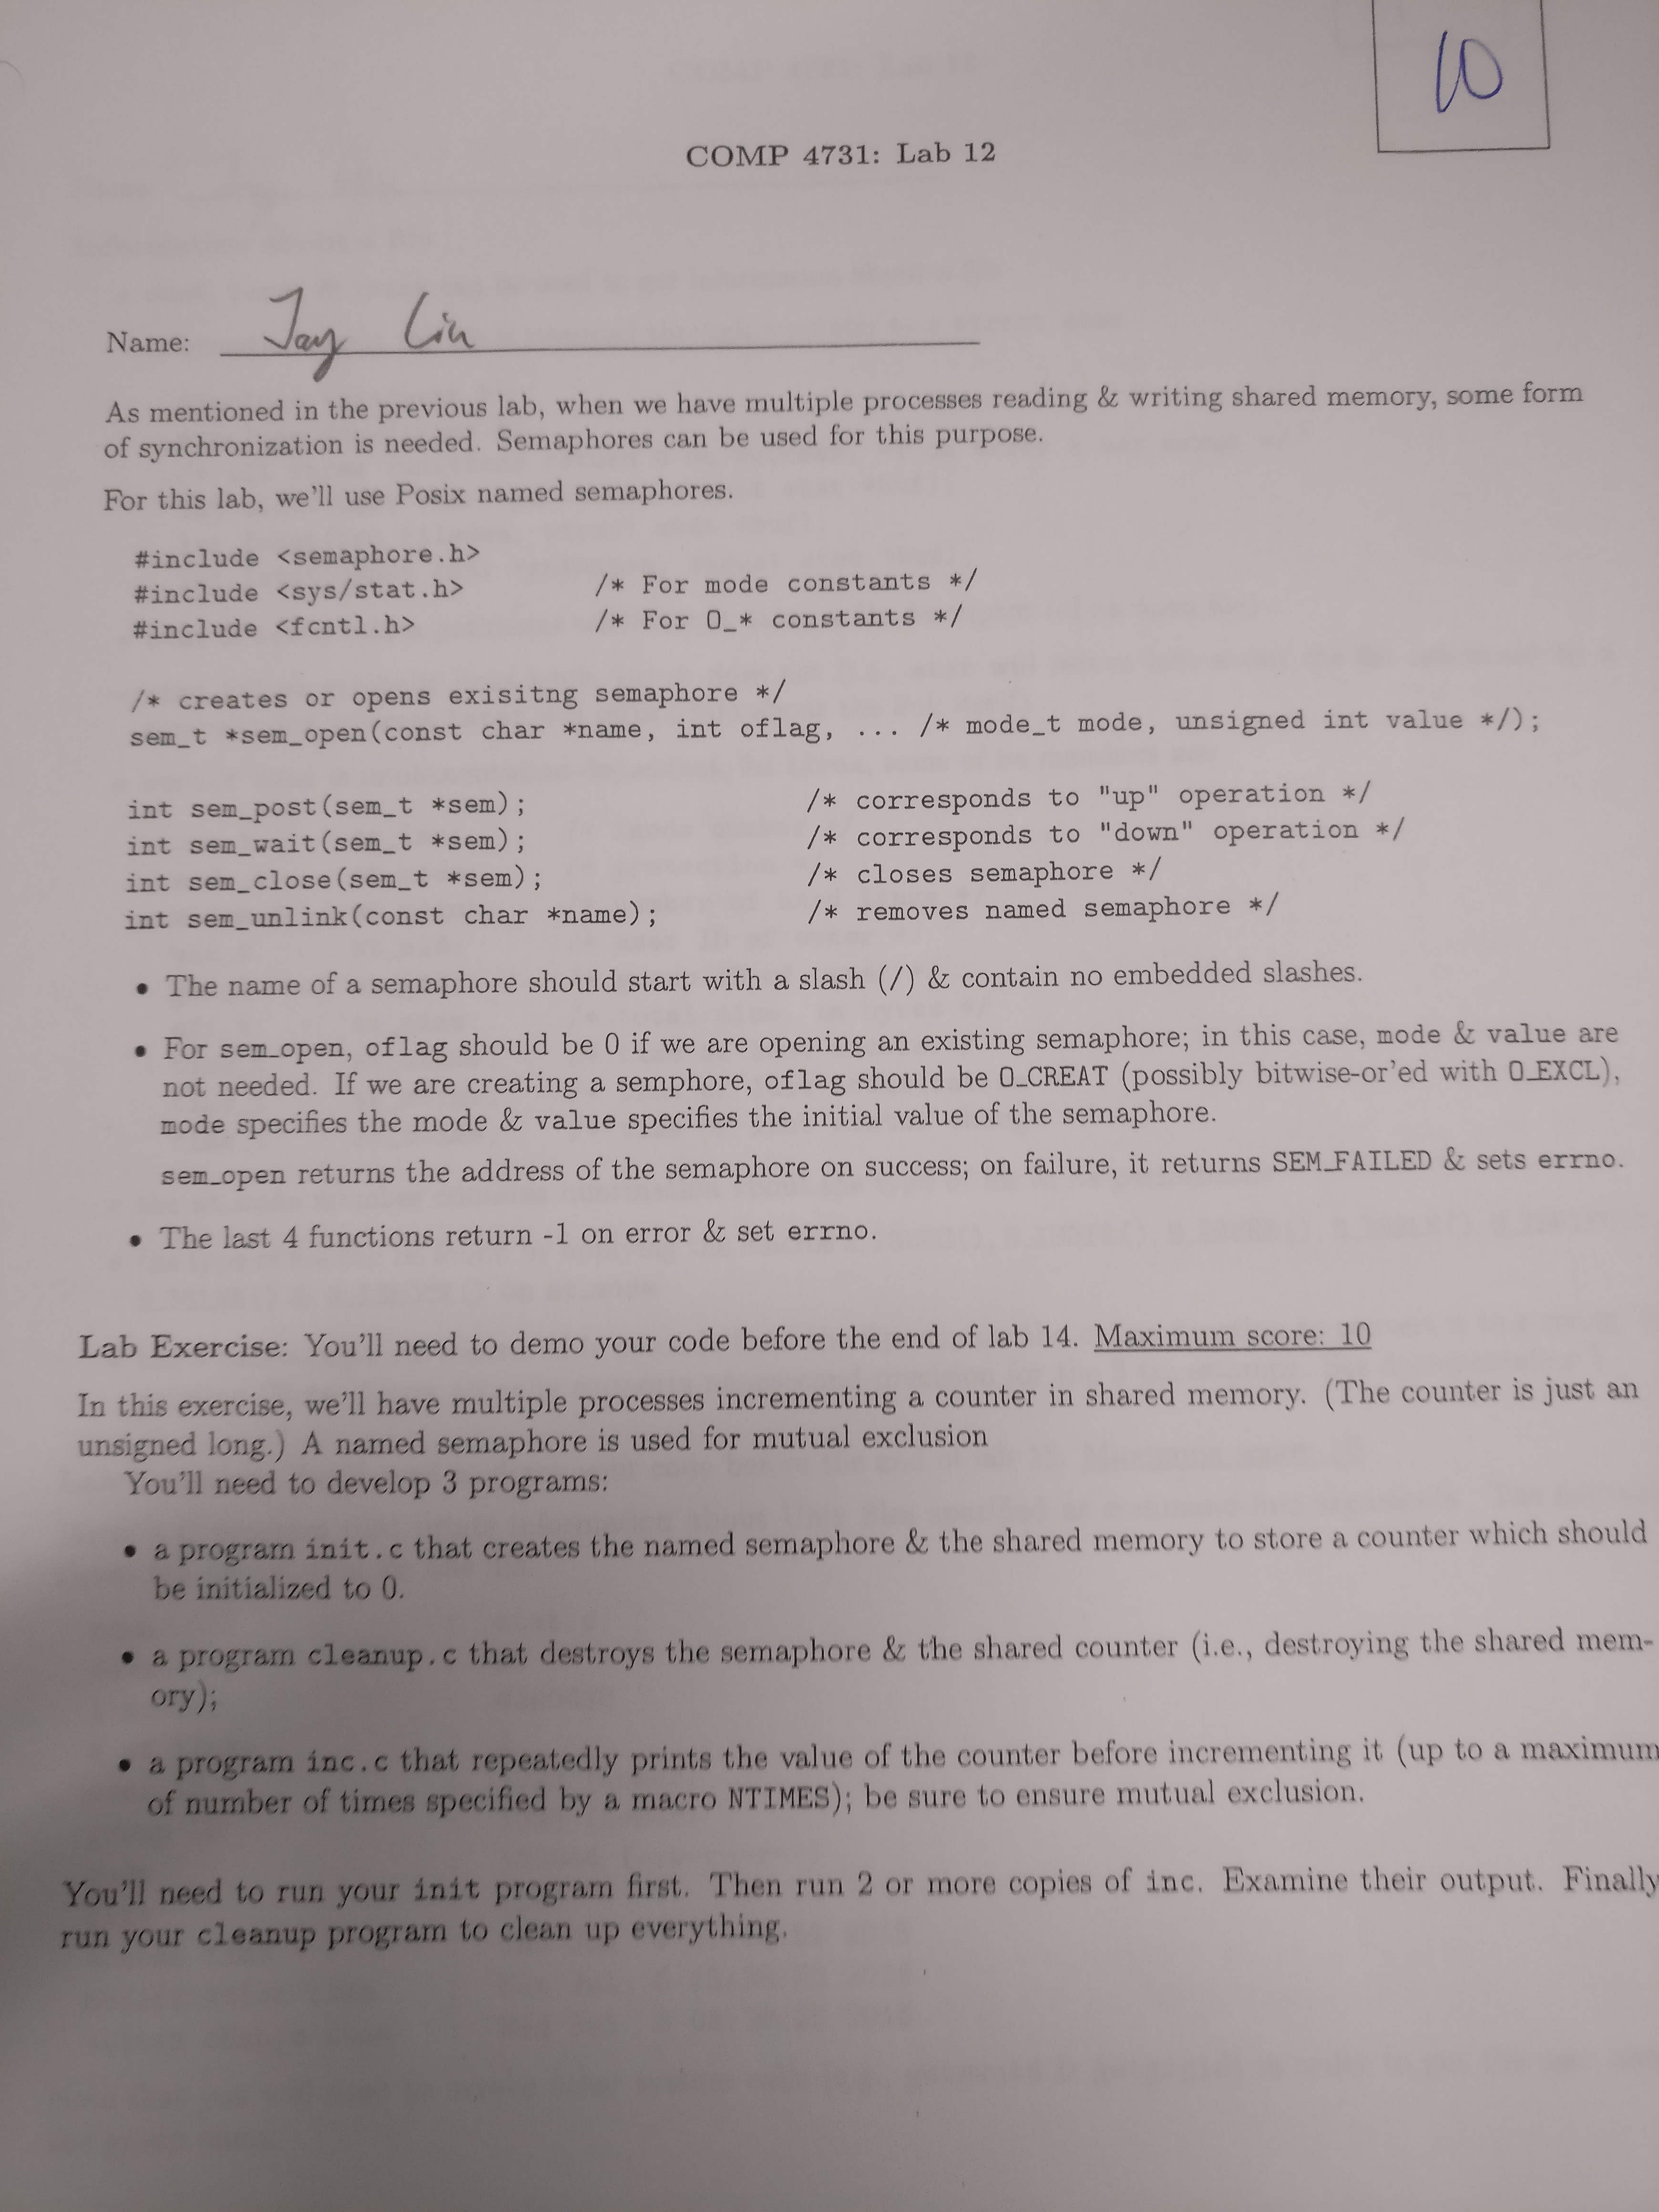 10
COMP 4731: Lab 12
Name: Jay Lin
As mentioned in the previous lab, when we have multiple processes reading & writing shared memory, some form
of synchronization is needed. Semaphores can be used for this purpose.
For this lab, we'll use Posix named semaphores.
#include <semaphore.h>
#include <sys/stat.h> /* For mode constants */
#include <fcntl.h> /* For O_* constants */
/* creates or opens exisitng semaphore */
sem_t *sem_open(const char *name, int oflag, ... /* mode_t mode, unsigned int value */);
int sem_post(sem_t *sem); /* corresponds to "up" operation */
int sem_wait(sem_t *sem); /* corresponds to "down" operation */
int sem_close(sem_t *sem); /* closes semaphore */
int sem_unlink(const char *name); /* removes named semaphore */
• The name of a semaphore should start with a slash (/) & contain no embedded slashes.
• For sem_open, oflag should be 0 if we are opening an existing semaphore; in this case, mode & value are
not needed. If we are creating a semphore, oflag should be O_CREAT (possibly bitwise-or'ed with O_EXCL),
mode specifies the mode & value specifies the initial value of the semaphore.
sem_open returns the address of the semaphore on success; on failure, it returns SEM_FAILED & sets errno.
• The last 4 functions return -1 on error & set errno.
Lab Exercise: You'll need to demo your code before the end of lab 14. Maximum score: 10
In this exercise, we'll have multiple processes incrementing a counter in shared memory. (The counter is just an
unsigned long.) A named semaphore is used for mutual exclusion
You'll need to develop 3 programs:
• a program init.c that creates the named semaphore & the shared memory to store a counter which should
be initialized to 0.
• a program cleanup.c that destroys the semaphore & the shared counter (i.e., destroying the shared mem-
ory);
• a program inc.c that repeatedly prints the value of the counter before incrementing it (up to a maximum
of number of times specified by a macro NTIMES); be sure to ensure mutual exclusion.
You'll need to run your init program first. Then run 2 or more copies of inc. Examine their output. Finally
run your cleanup program to clean up everything.